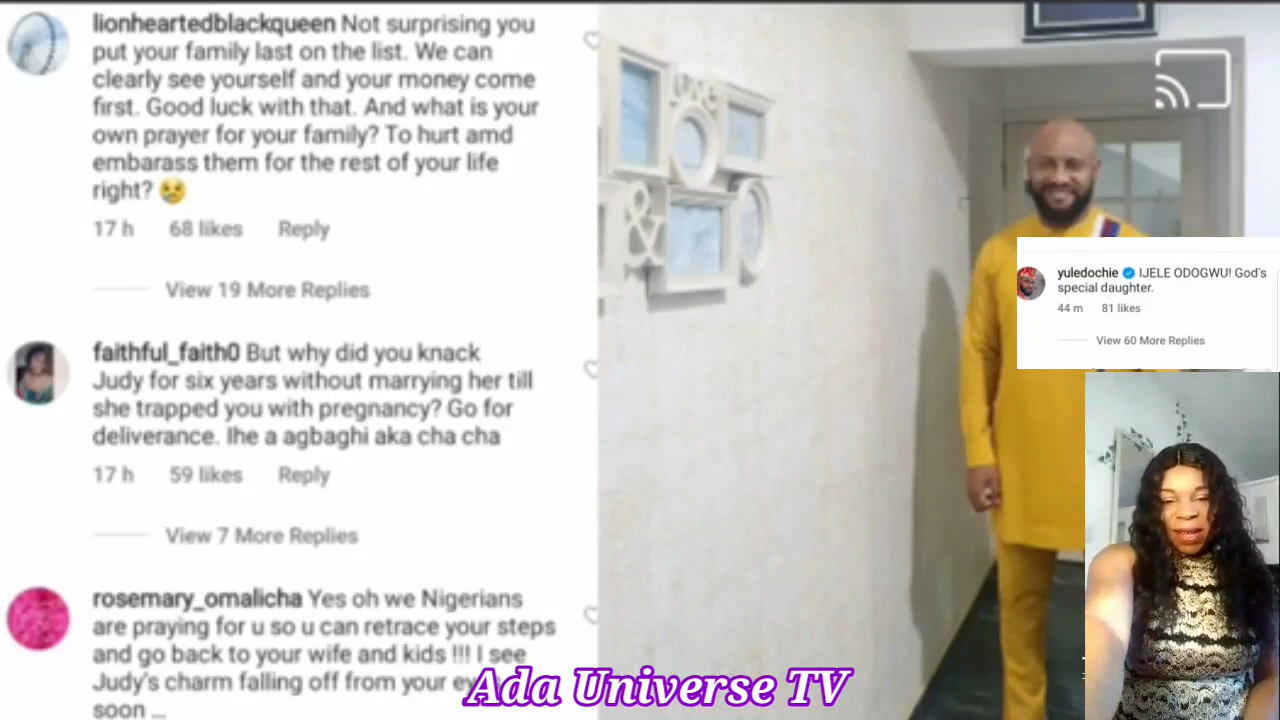 lionheartedblackqueen Not surprising you
put your family last on the list. We can
clearly see yourself and your money come
first. Good luck with that. And what is your
own prayer for your family? To hurt amd
embarass them for the rest of your life
right? 😢
17 h 68 likes Reply
View 19 More Replies
faithful_faith0 But why did you knack
Judy for six years without marrying her till
she trapped you with pregnancy? Go for
deliverance. Ihe a agbaghi aka cha cha
17 h 59 likes Reply
View 7 More Replies
rosemary_omalicha Yes oh we Nigerians
are praying for u so u can retrace your steps
and go back to your wife and kids !!! I see
Judy's charm falling off from your
soon ...
&
yuledochie IJELE ODOGWU! God's
special daughter.
44 m 81 likes
View 60 More Replies
Ada Universe TV